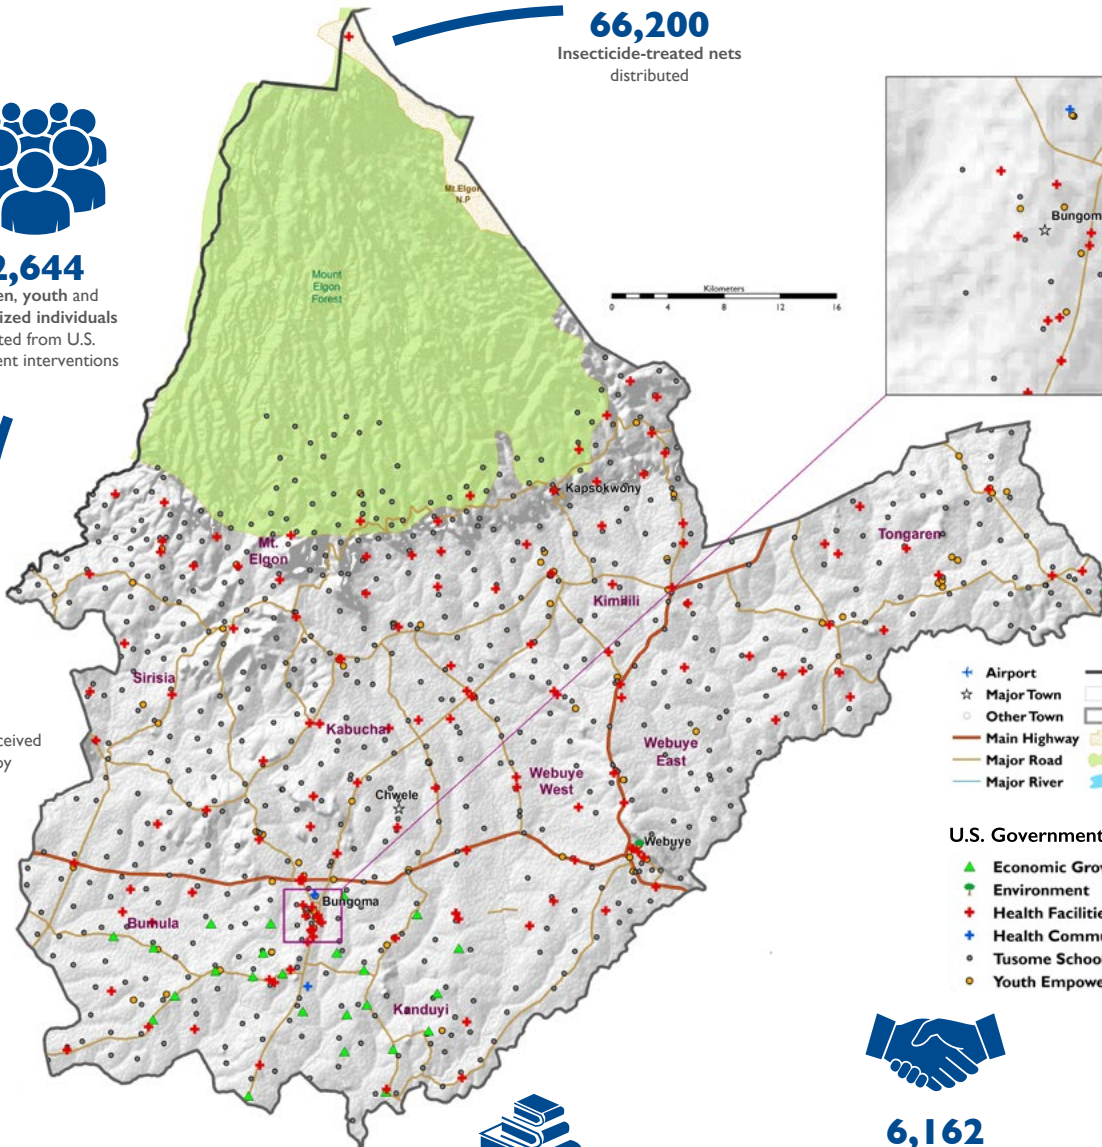 66,200
Insecticide-treated nets
distributed
2,644
en, youth and
ized individuals
ted from U.S.
ent interventions
ceived
by
Mt.Elgon
N.P
Mount
Elgon
Forest
Kilometers
0 4 8 12 16
Bungom
Kapsokwony
Mt.
Elgon
Tongaren
Kimilili
Sirisia
Kabuchai
Webuye
East
Webuye
West
Chwele
Webuye
Bungoma
Bumula
Kanduyi
Airport
Major Town
Other Town
Main Highway
Major Road
Major River
U.S. Government
Economic Grow
Environment
Health Facilitie
Health Commu
Tusome Schoo
Youth Empowe
6,162